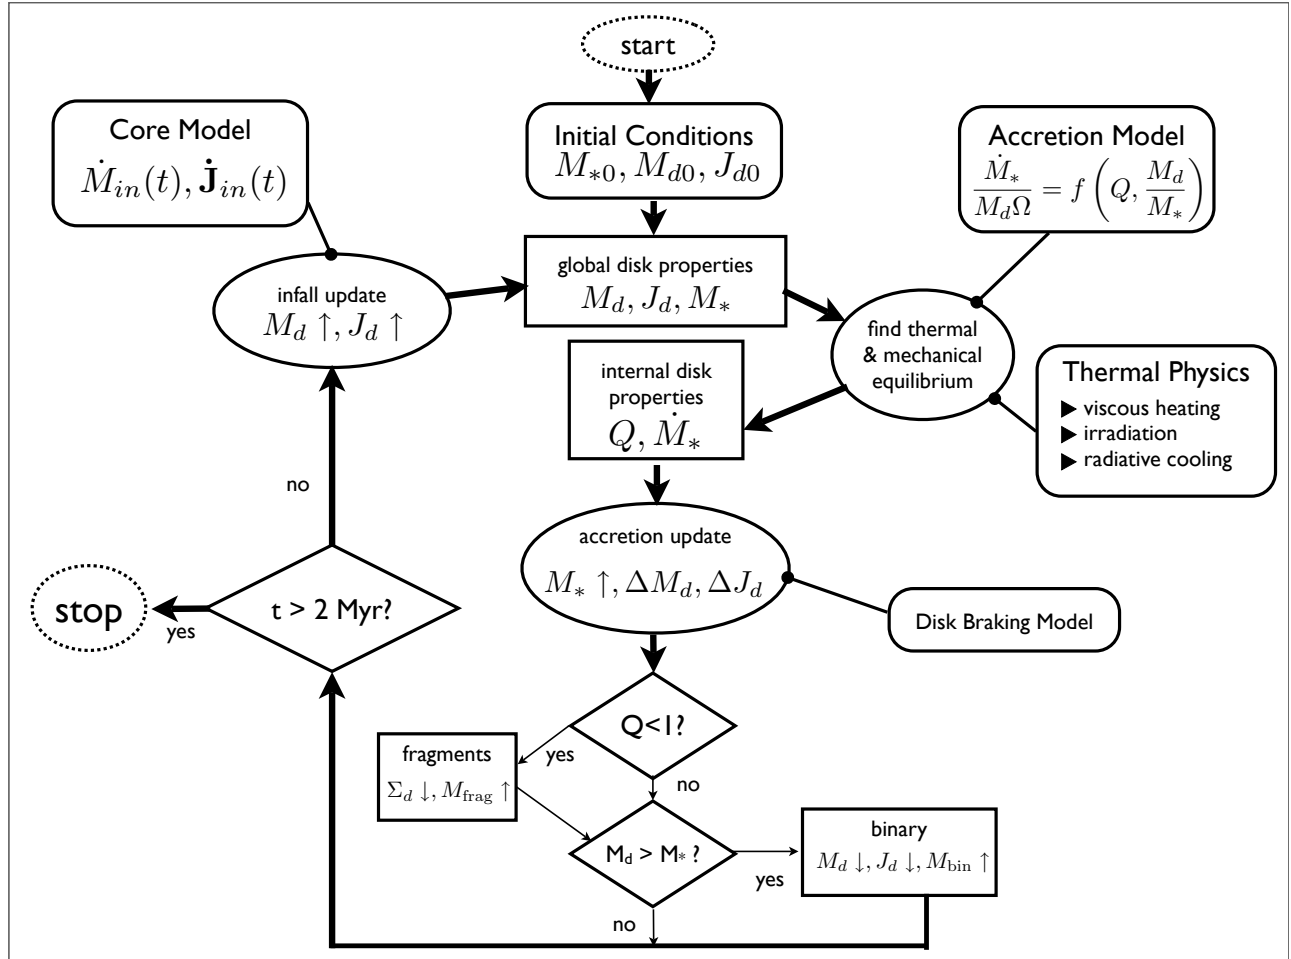 start
Core Model
Ṁ_in(t), J̇_in(t)
Initial Conditions
M_*0, M_d0, J_d0
Accretion Model
Ṁ_* / (M_d Ω) = f(Q, M_d / M_*)
infall update
M_d ↑, J_d ↑
global disk properties
M_d, J_d, M_*
find thermal
& mechanical
equilibrium
Thermal Physics
▶ viscous heating
▶ irradiation
▶ radiative cooling
internal disk
properties
Q, Ṁ_*
no
accretion update
M_* ↑, ΔM_d, ΔJ_d
Disk Braking Model
stop
yes
t > 2 Myr?
Q<1?
yes
no
fragments
Σ_d ↓, M_frag ↑
M_d > M_* ?
yes
no
binary
M_d ↓, J_d ↓, M_bin ↑